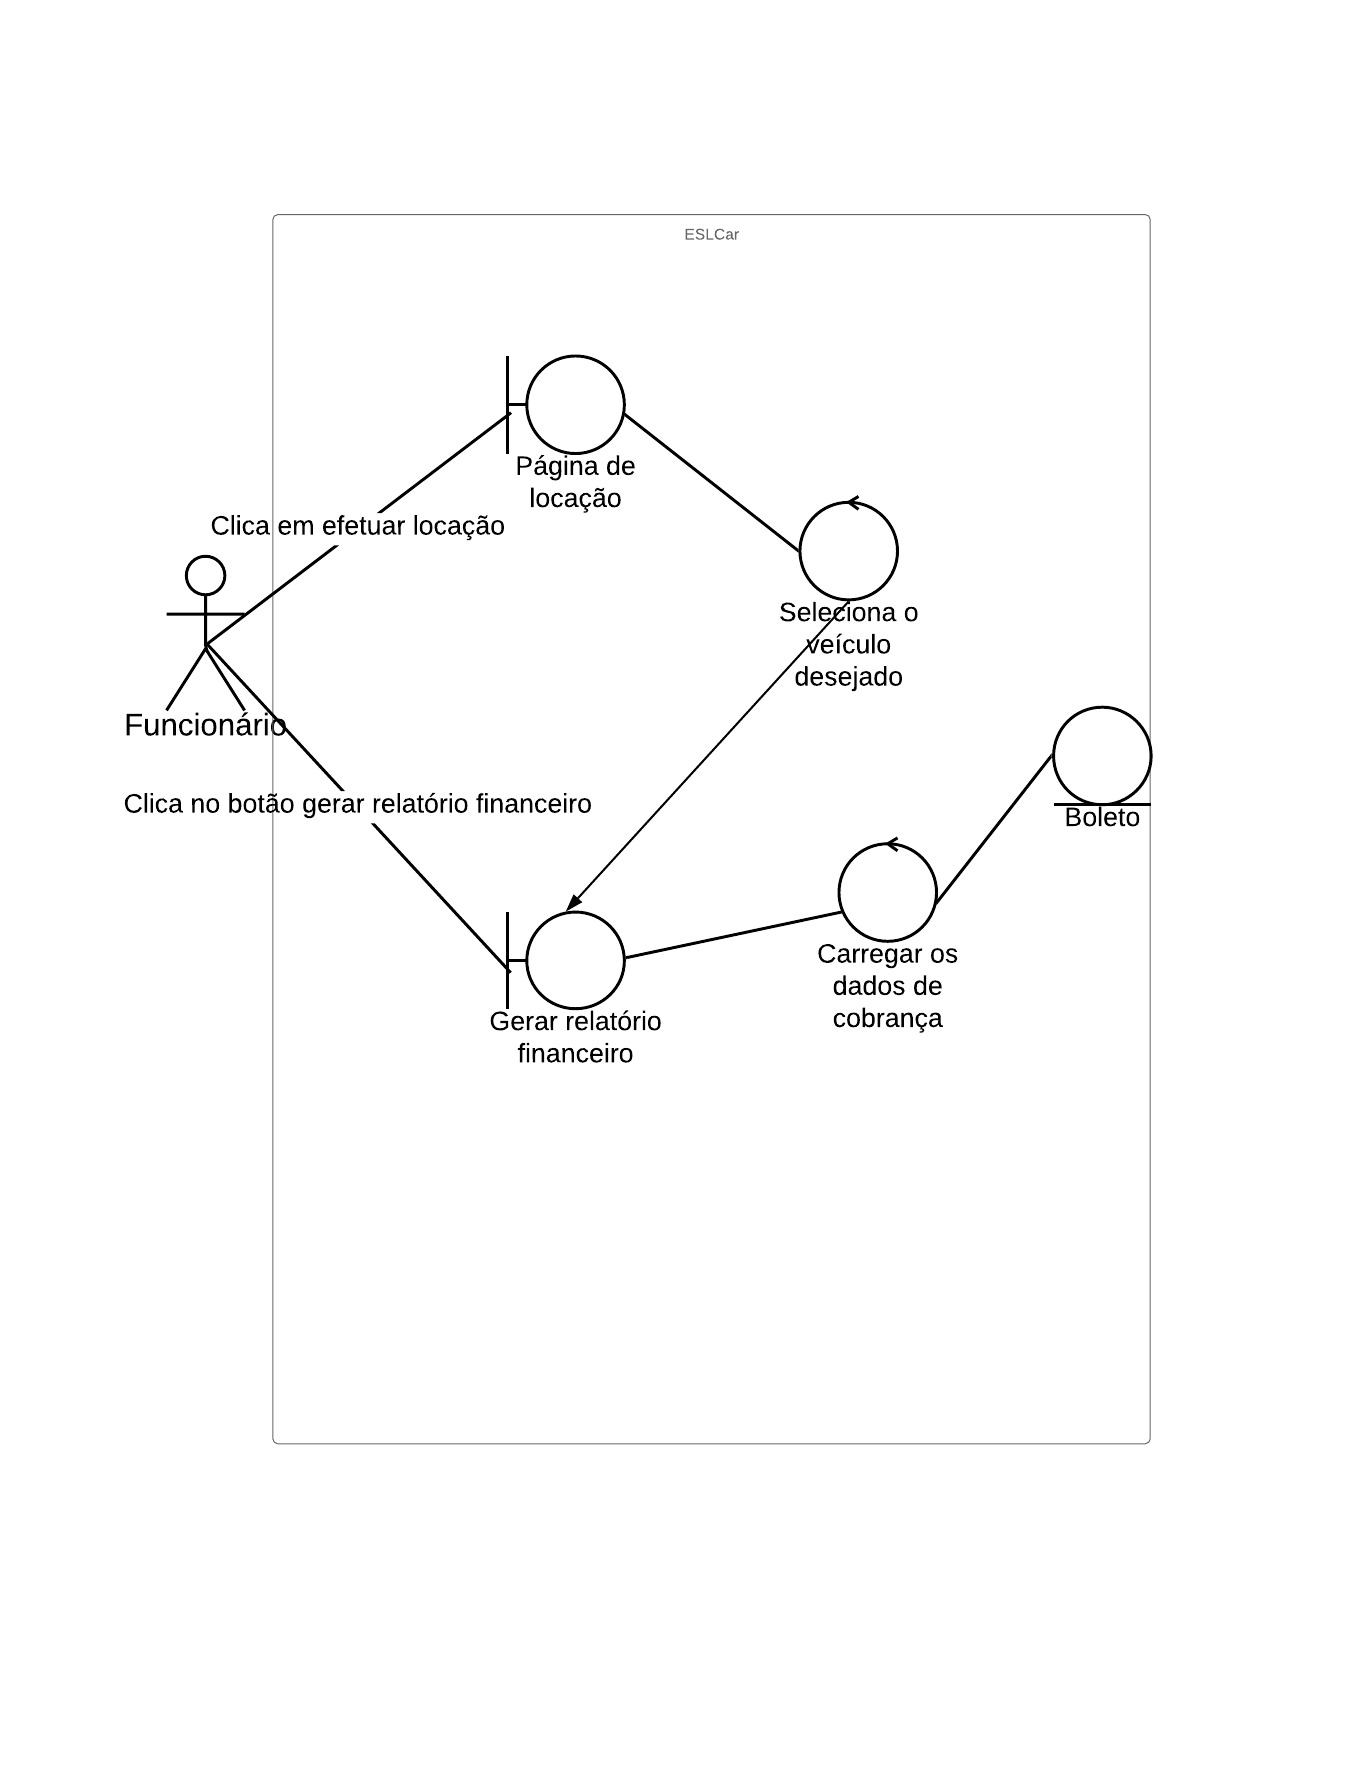 ESLCar
Página de
locação
Clica em efetuar locação
Seleciona o
veículo
desejado
Funcionário
Clica no botão gerar relatório financeiro
Boleto
Carregar os
dados de
cobrança
Gerar relatório
financeiro